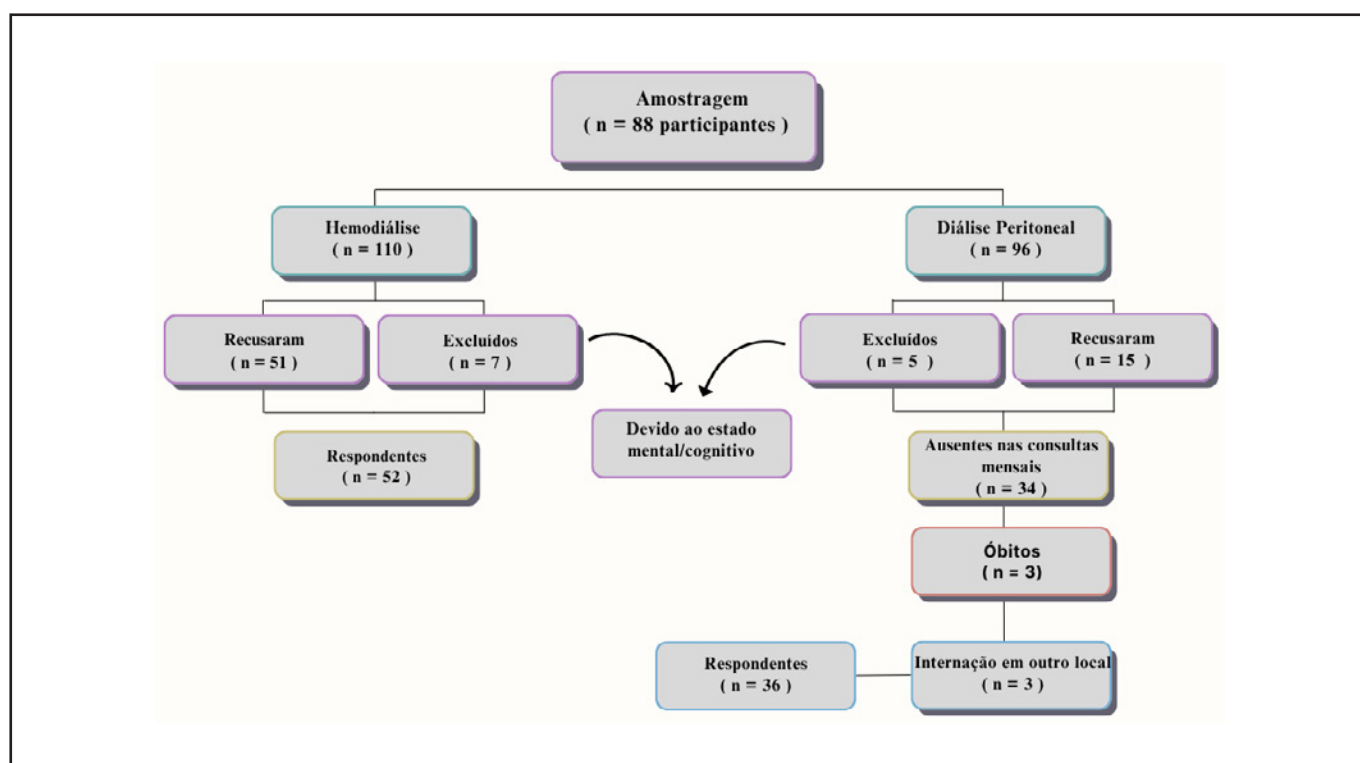 Amostragem
( n = 88 participantes )
Hemodiálise
( n = 110 )
Diálise Peritoneal
( n = 96 )
Recusaram
( n = 51 )
Excluídos
( n = 7 )
Excluídos
( n = 5 )
Recusaram
( n = 15 )
Devido ao estado
mental/cognitivo
Respondentes
( n = 52 )
Ausentes nas consultas
mensais
( n = 34 )
Óbitos
( n = 3)
Respondentes
( n = 36 )
Internação em outro local
( n = 3 )